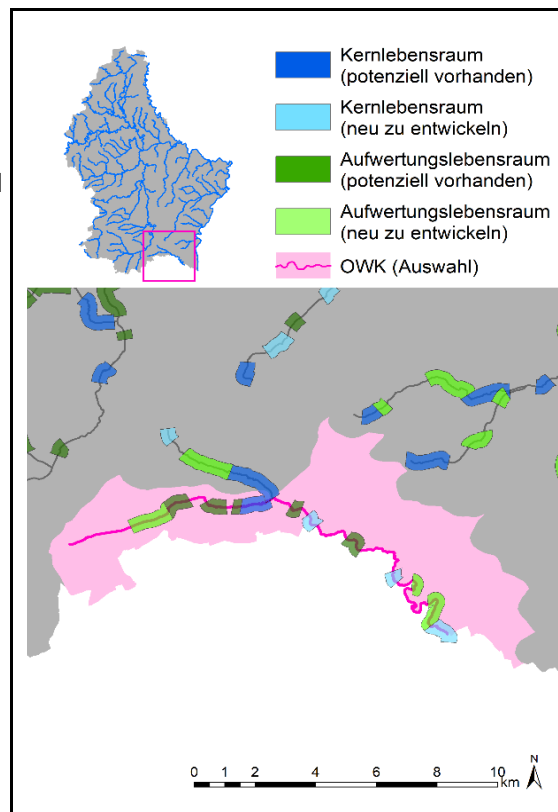 Kernlebensraum
(potenziell vorhanden)
Kernlebensraum
(neu zu entwickeln)
Aufwertungslebensraum
(potenziell vorhanden)
Aufwertungslebensraum
(neu zu entwickeln)
OWK (Auswahl)
0 1 2 4 6 8 10
km
N